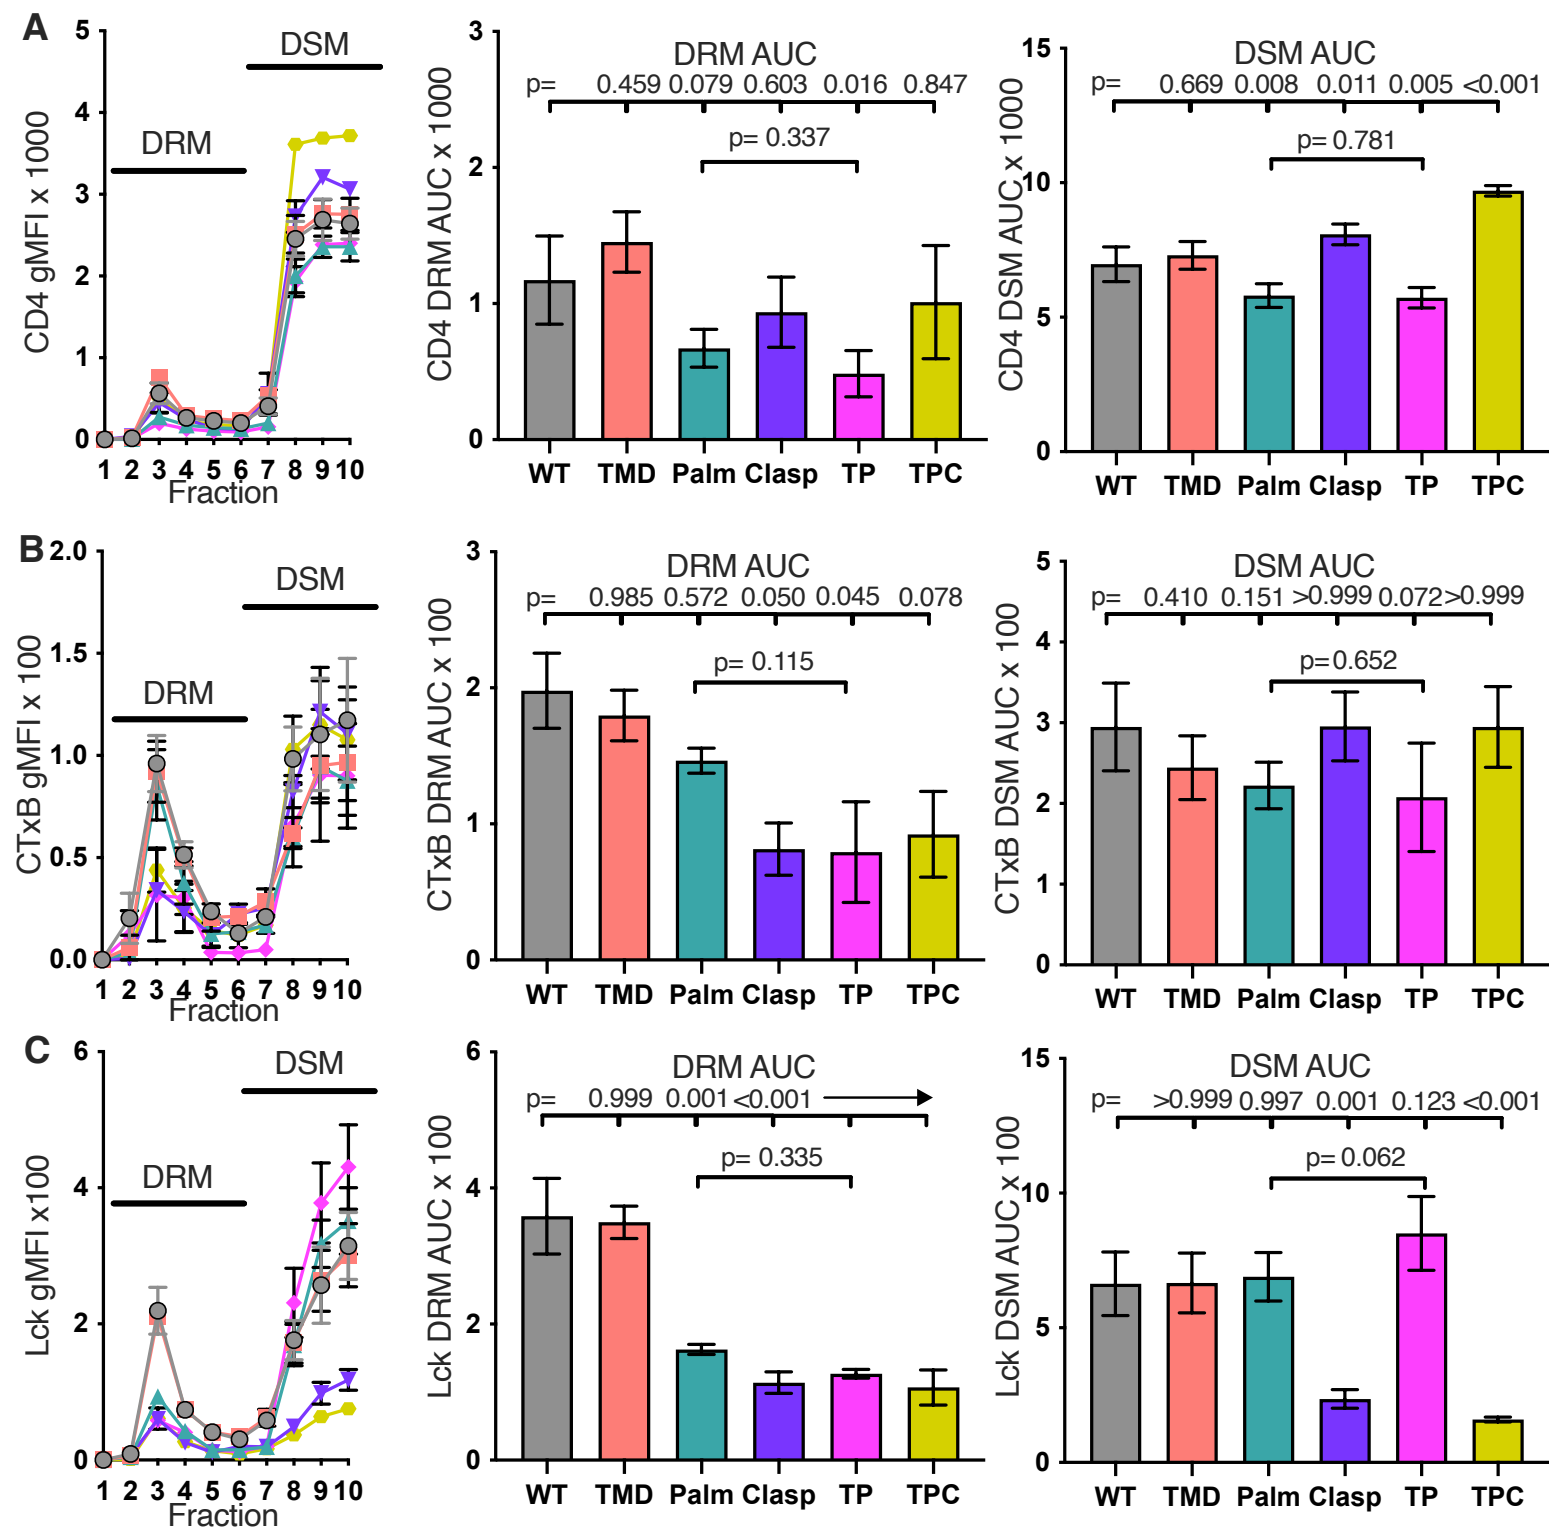 A
CD4 gMFI x 1000
5
4
3
2
1
0
DRM
DSM
1 2 3 4 5 6 7 8 9 10
Fraction
CD4 DRM AUC x 1000
3
2
1
0
DRM AUC
p= 0.459 0.079 0.603 0.016 0.847
p= 0.337
WT TMD Palm Clasp TP TPC
CD4 DSM AUC x 1000
15
10
5
0
DSM AUC
p= 0.669 0.008 0.011 0.005 <0.001
p= 0.781
WT TMD Palm Clasp TP TPC
B
CTxB gMFI x 100
2.0
1.5
1.0
0.5
0.0
DRM
DSM
1 2 3 4 5 6 7 8 9 10
Fraction
CTxB DRM AUC x 100
3
2
1
0
DRM AUC
p= 0.985 0.572 0.050 0.045 0.078
p= 0.115
WT TMD Palm Clasp TP TPC
CTxB DSM AUC x 100
5
4
3
2
1
0
DSM AUC
p= 0.410 0.151 >0.999 0.072 >0.999
p= 0.652
WT TMD Palm Clasp TP TPC
C
Lck gMFI x100
6
4
2
0
DRM
DSM
1 2 3 4 5 6 7 8 9 10
Fraction
Lck DRM AUC x 100
6
4
2
0
DRM AUC
p= 0.999 0.001 <0.001
p= 0.335
WT TMD Palm Clasp TP TPC
Lck DSM AUC x 100
15
10
5
0
DSM AUC
p= >0.999 0.997 0.001 0.123 <0.001
p= 0.062
WT TMD Palm Clasp TP TPC